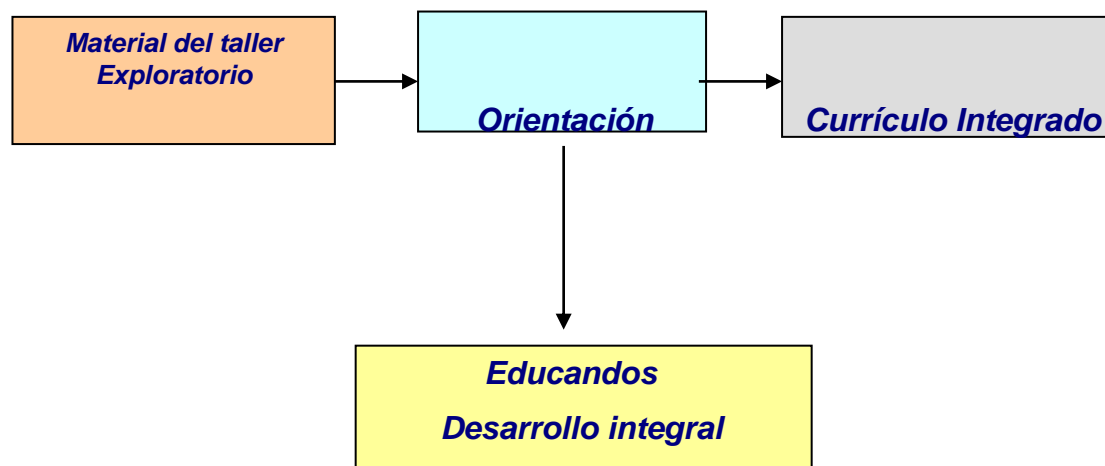 Material del taller
Exploratorio
Orientación
Currículo Integrado
Educandos
Desarrollo integral